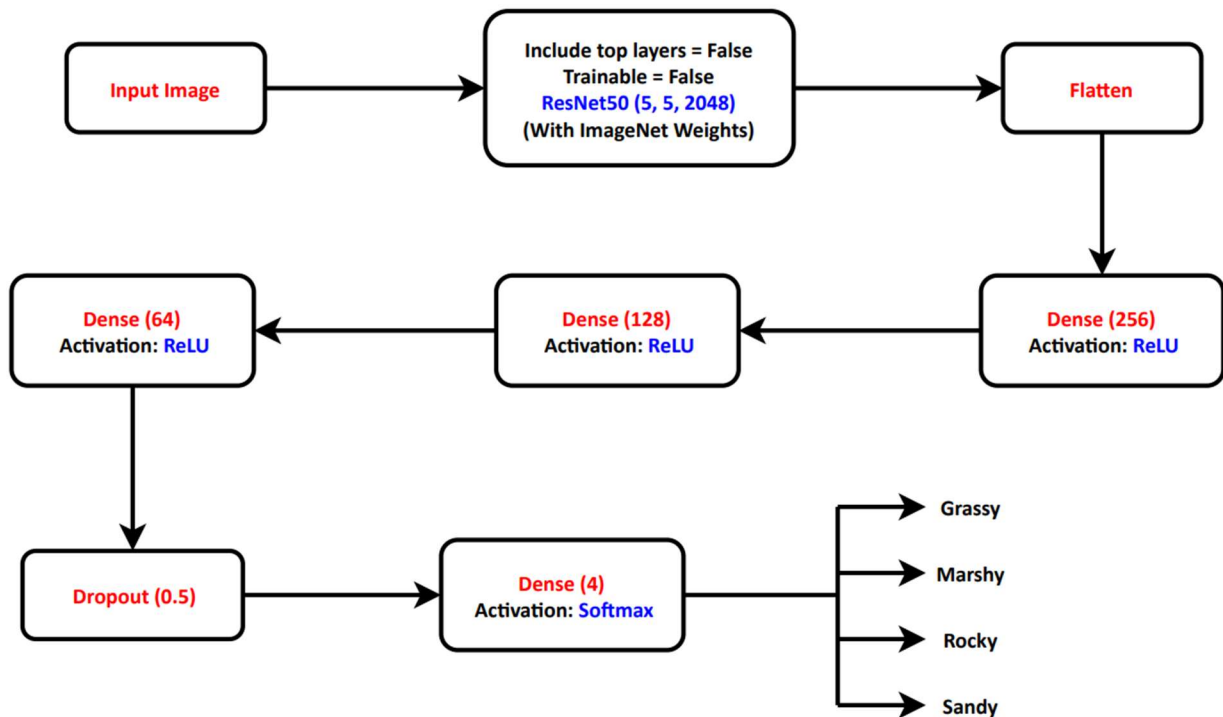 Input Image
Include top layers = False
Trainable = False
ResNet50 (5, 5, 2048)
(With ImageNet Weights)
Flatten
Dense (256)
Activation: ReLU
Dense (128)
Activation: ReLU
Dense (64)
Activation: ReLU
Dropout (0.5)
Dense (4)
Activation: Softmax
Grassy
Marshy
Rocky
Sandy